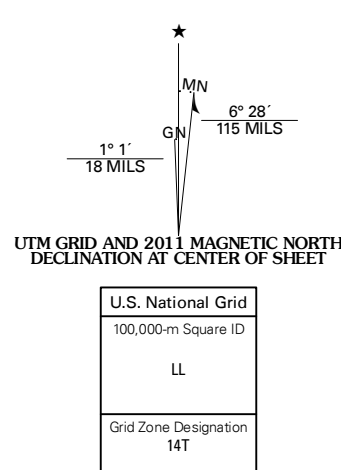 ★
MN
GN
6° 28´
115 MILS
1° 1´
18 MILS
UTM GRID AND 2011 MAGNETIC NORTH
DECLINATION AT CENTER OF SHEET
U.S. National Grid
100,000-m Square ID
LL
Grid Zone Designation
14T